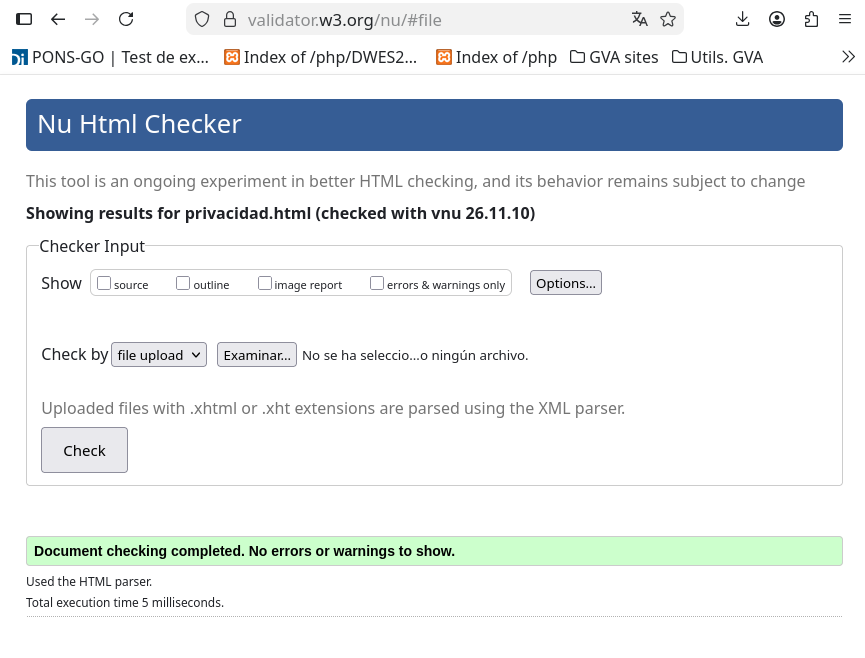 validator.w3.org/nu/#file
PONS-GO | Test de ex... Index of /php/DWES2... Index of /php GVA sites Utils. GVA
Nu Html Checker
This tool is an ongoing experiment in better HTML checking, and its behavior remains subject to change
Showing results for privacidad.html (checked with vnu 26.11.10)
Checker Input
Show source outline image report errors & warnings only Options...
Check by file upload Examinar... No se ha seleccio...o ningún archivo.
Uploaded files with .xhtml or .xht extensions are parsed using the XML parser.
Check
Document checking completed. No errors or warnings to show.
Used the HTML parser.
Total execution time 5 milliseconds.